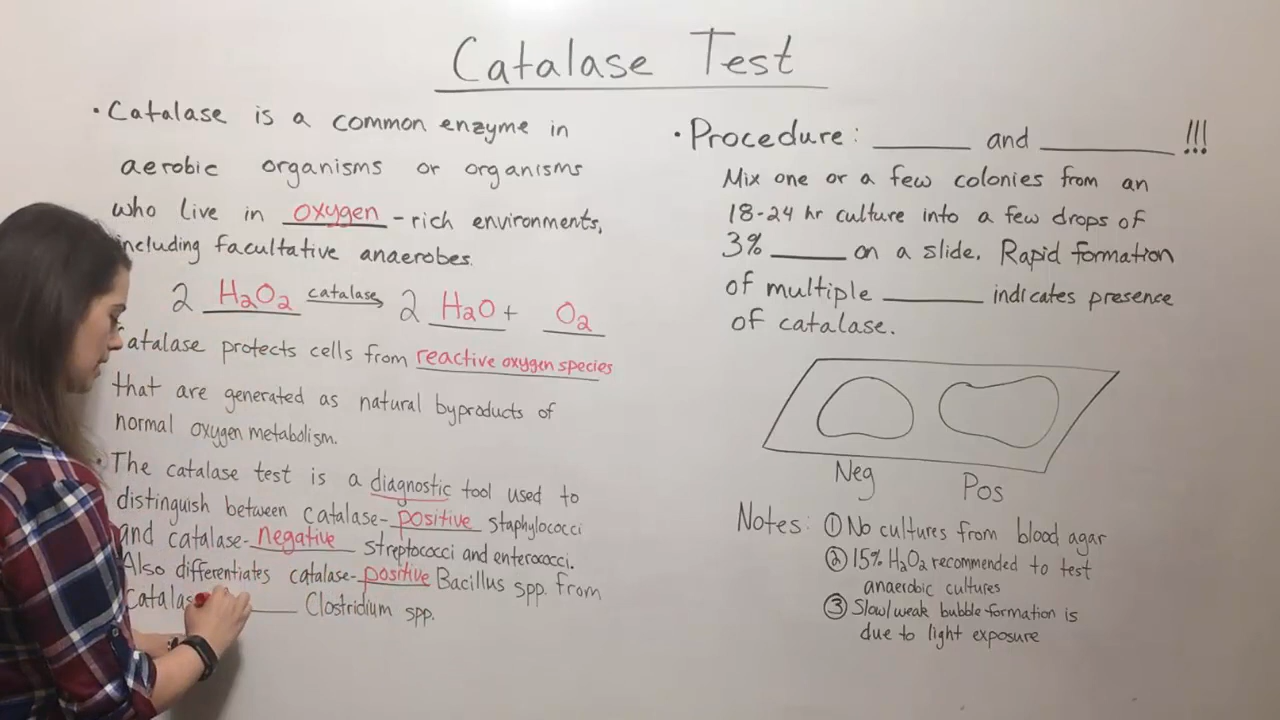 Catalase Test
• Catalase is a common enzyme in
aerobic organisms or organisms
who live in oxygen -rich environments,
including facultative anaerobes.
2 H2O2 catalase 2 H2O + O2
atalase protects cells from reactive oxygen species
that are generated as natural byproducts of
normal oxygen metabolism.
• The catalase test is a diagnostic tool used to
distinguish between catalase-positive staphylococci
and catalase-negative streptococci and enterococci.
Also differentiates catalase-positive Bacillus spp. from
Catalas ______ Clostridium spp.
• Procedure: ______ and ________ !!!
Mix one or a few colonies from an
18-24 hr culture into a few drops of
3% _____ on a slide. Rapid formation
of multiple ______ indicates presence
of catalase.
Neg Pos
Notes: ① No cultures from blood agar
② 15% H2O2 recommended to test
anaerobic cultures
③ Slow/weak bubble formation is
due to light exposure